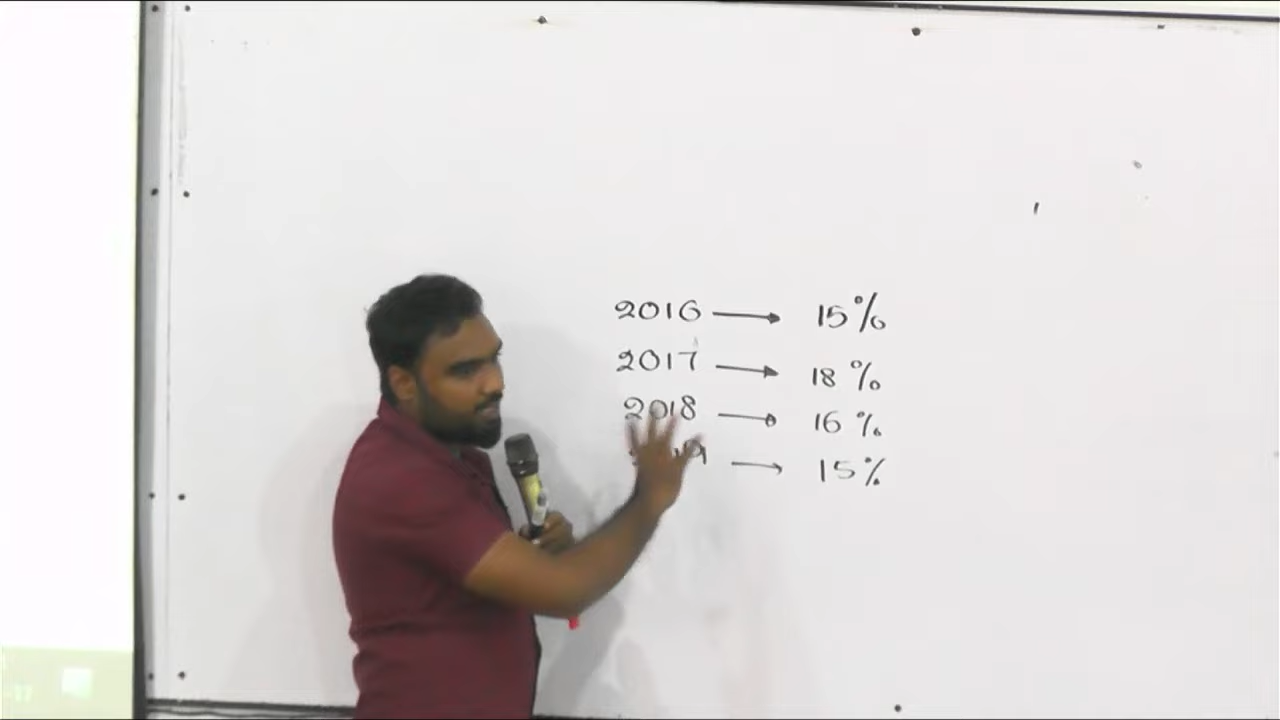 2016 → 15%
2017 → 18 %
2018 → 16 %
→ 15%